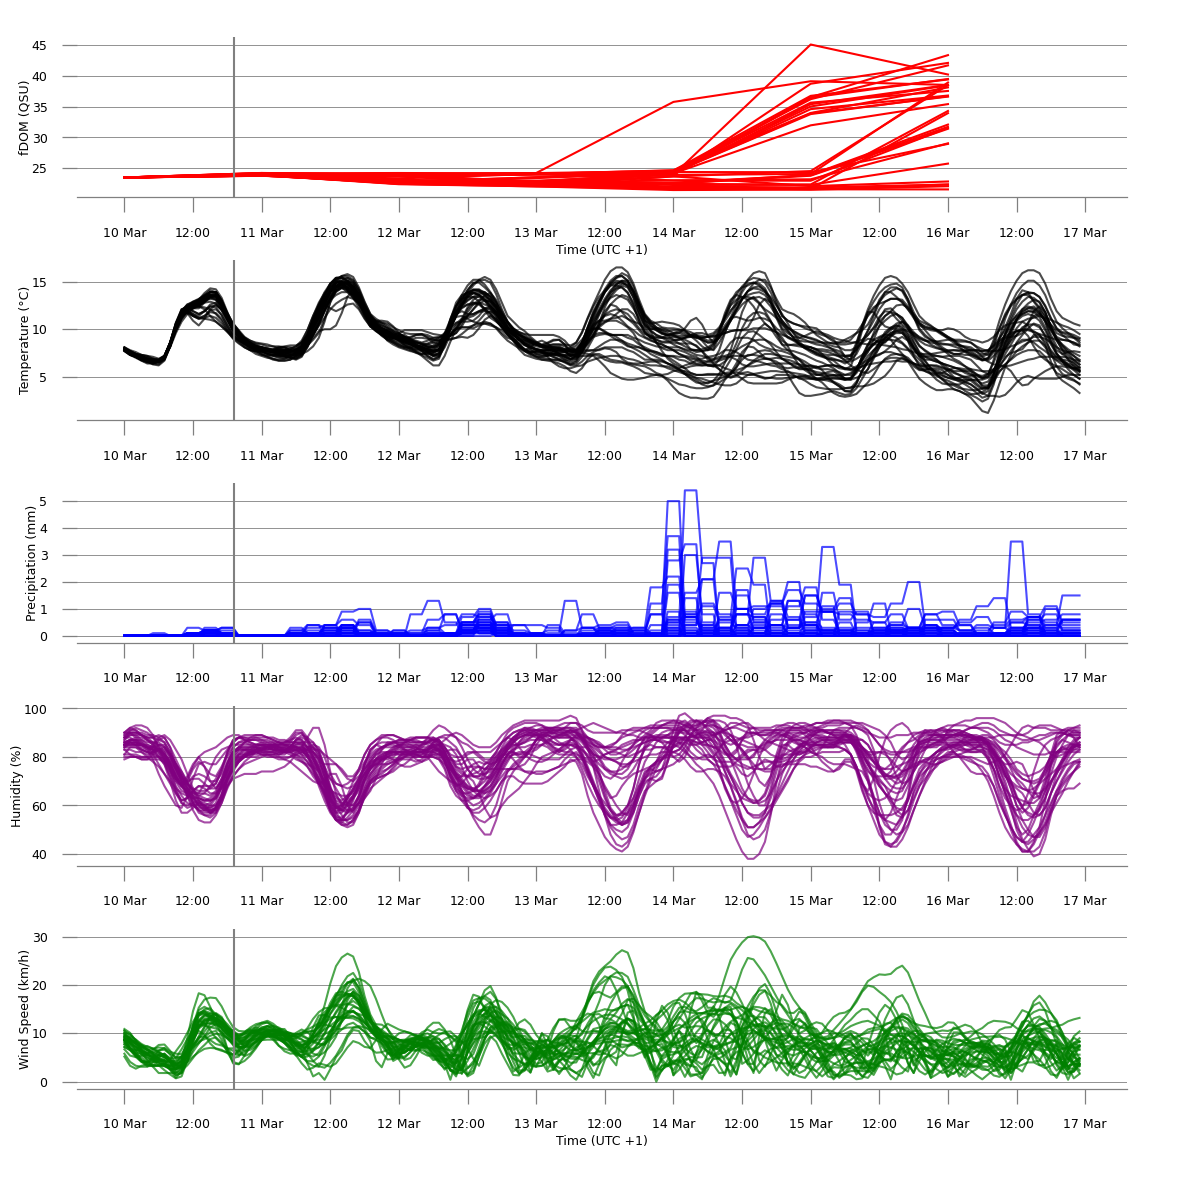 45
40
35
30
25
fDOM (QSU)
10 Mar 12:00 11 Mar 12:00 12 Mar 12:00 13 Mar 12:00 14 Mar 12:00 15 Mar 12:00 16 Mar 12:00 17 Mar
Time (UTC +1)
15
10
5
Temperature (°C)
10 Mar 12:00 11 Mar 12:00 12 Mar 12:00 13 Mar 12:00 14 Mar 12:00 15 Mar 12:00 16 Mar 12:00 17 Mar
5
4
3
2
1
0
Precipitation (mm)
10 Mar 12:00 11 Mar 12:00 12 Mar 12:00 13 Mar 12:00 14 Mar 12:00 15 Mar 12:00 16 Mar 12:00 17 Mar
100
80
60
40
Humidity (%)
10 Mar 12:00 11 Mar 12:00 12 Mar 12:00 13 Mar 12:00 14 Mar 12:00 15 Mar 12:00 16 Mar 12:00 17 Mar
30
20
10
0
Wind Speed (km/h)
10 Mar 12:00 11 Mar 12:00 12 Mar 12:00 13 Mar 12:00 14 Mar 12:00 15 Mar 12:00 16 Mar 12:00 17 Mar
Time (UTC +1)